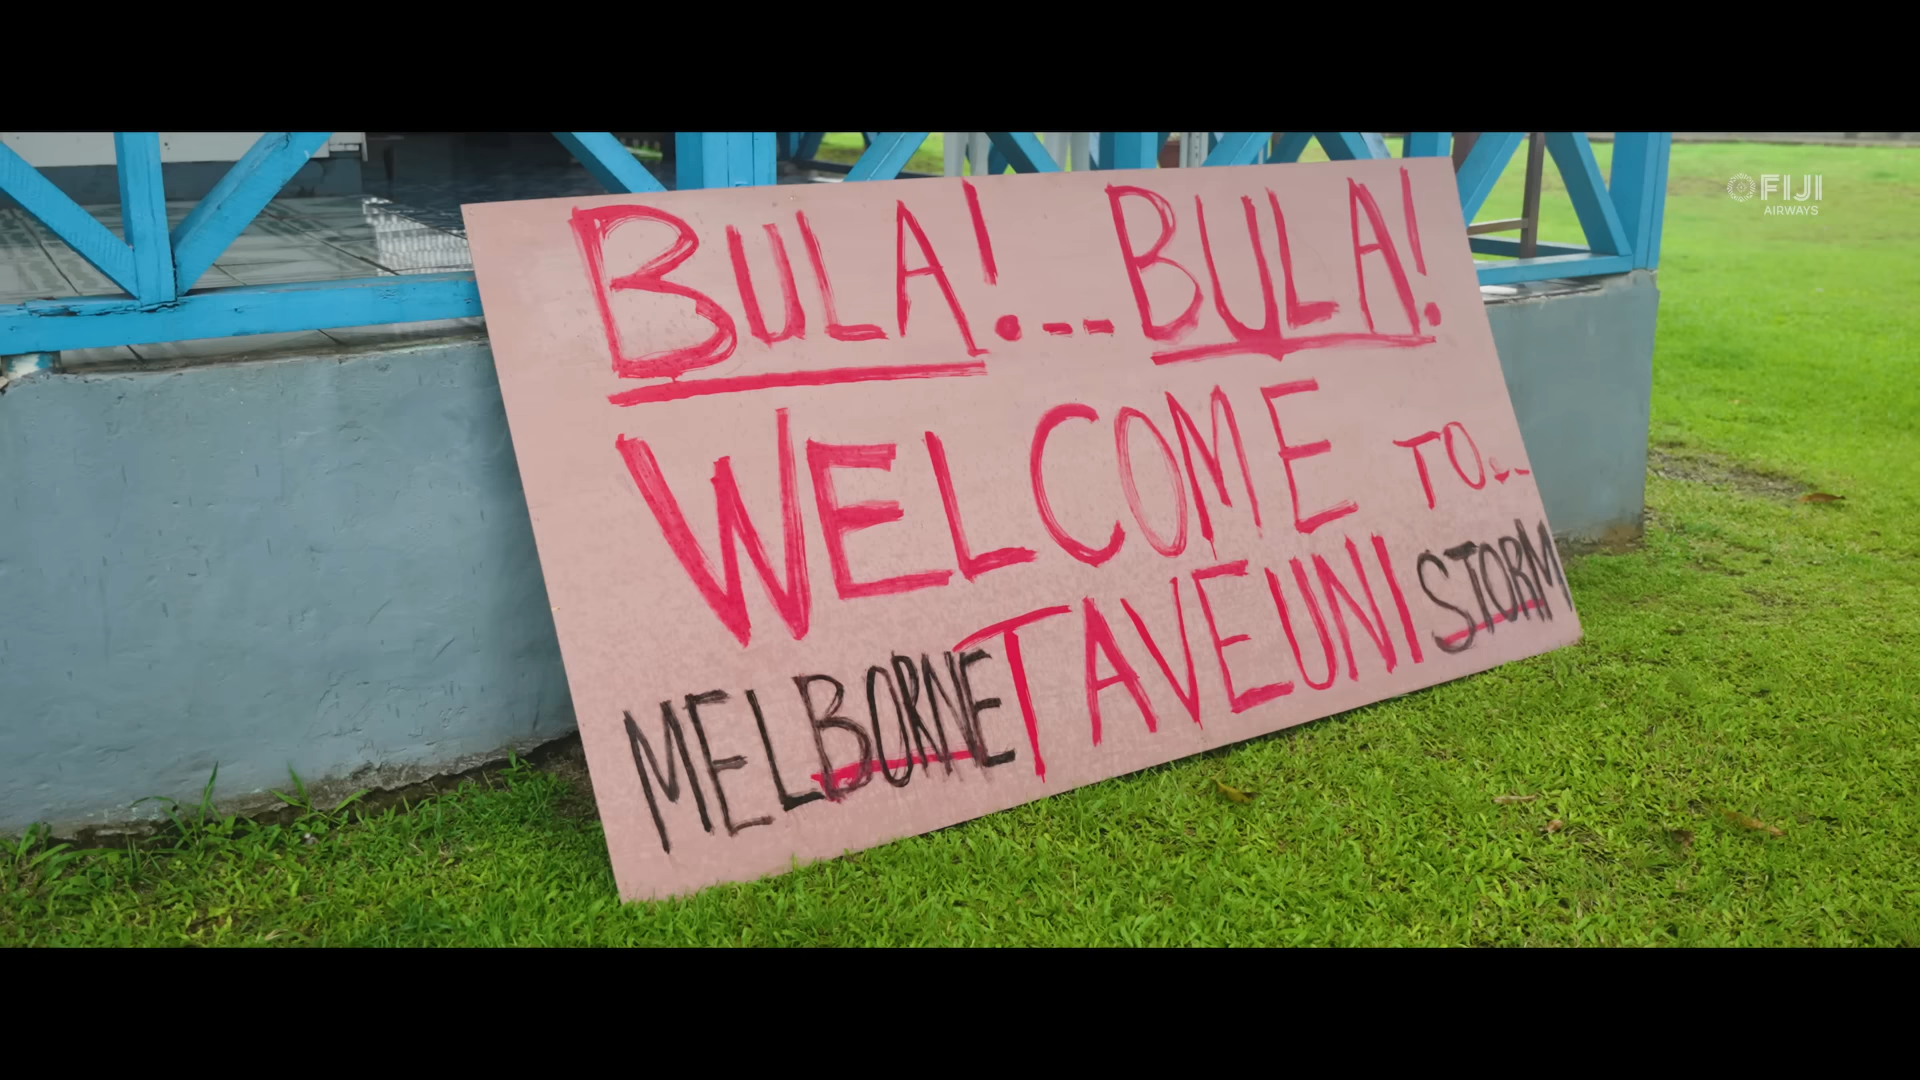 BULA!.-- BULA!
WELCOME TO..-
MELBORNE TAVEUNI STORM
FIJI
AIRWAYS